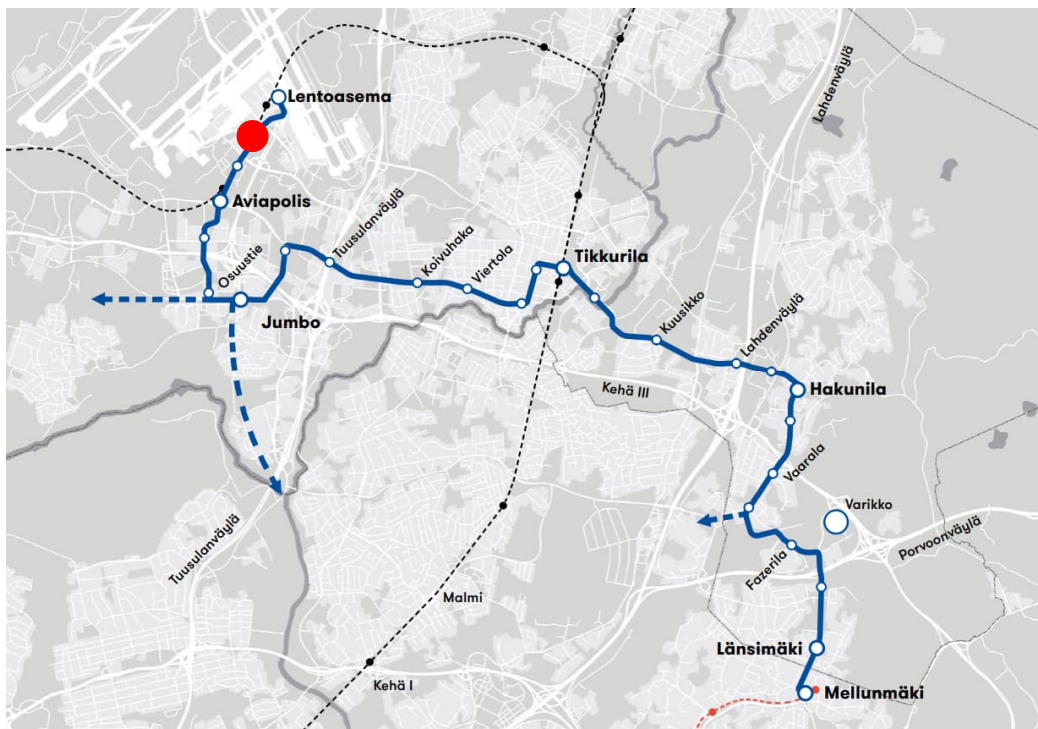 Lahdenväylä
Lentoasema
Aviapolis
Tuusulanväylä
Osuustie
Koivuhaka
Viertola
Tikkurila
Jumbo
Kuusikko
Lahdenväylä
Kehä III
Hakunila
Vaarala
Varikko
Porvoonväylä
Fazerila
Tuusulanväylä
Malmi
Länsimäki
Kehä I
Mellunmäki